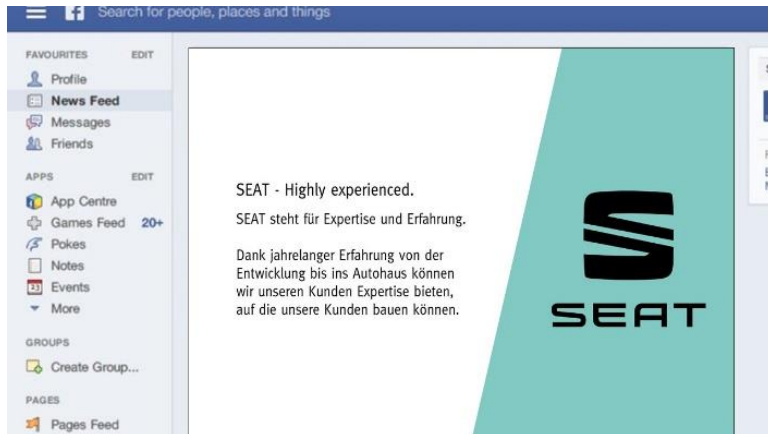 Search for people, places and things
FAVOURITES EDIT
Profile
News Feed
Messages
Friends
APPS EDIT
App Centre
Games Feed 20+
Pokes
Notes
23 Events
More
GROUPS
Create Group...
PAGES
Pages Feed
SEAT - Highly experienced.
SEAT steht für Expertise und Erfahrung.
Dank jahrelanger Erfahrung von der
Entwicklung bis ins Autohaus können
wir unseren Kunden Expertise bieten,
auf die unsere Kunden bauen können.
SEAT